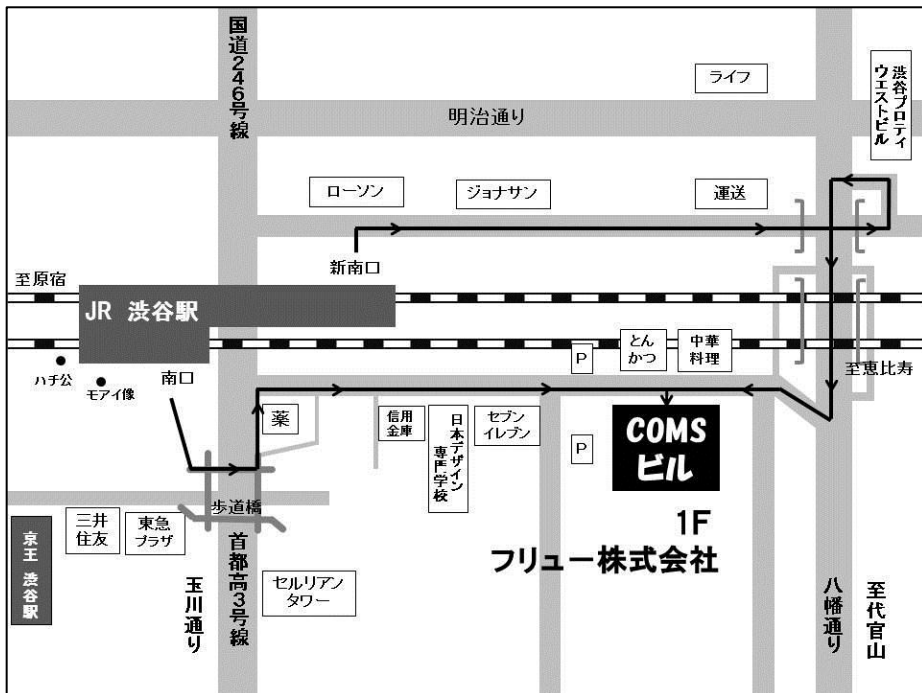 国道246号線
ライフ
渋谷プロティ
ウエストビル
明治通り
ローソン
ジョナサン
運送
新南口
至原宿
JR 渋谷駅
とん
かつ
中華
料理
P
至恵比寿
ハチ公
モアイ像
南口
薬
信用
金庫
日本デザイン
専門学校
セブン
イレブン
P
COMS
ビル
歩道橋
1F
フリュー株式会社
三井
住友
東急
プラザ
京王 渋谷駅
玉川通り
首都高3号線
セルリアン
タワー
八幡通り
至代官山